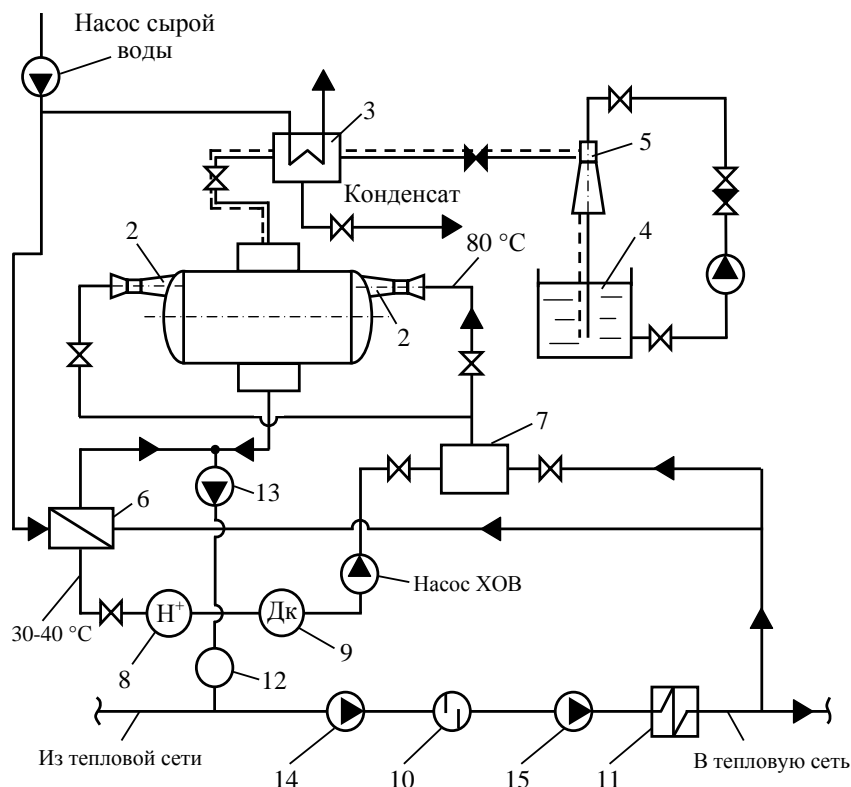 Насос сырой
воды
3
5
Конденсат
2
80 °C
4
2
7
13
6
Насос ХОВ
H⁺
Дк
30-40 °C
8
9
12
Из тепловой сети
14
10
15
11
В тепловую сеть